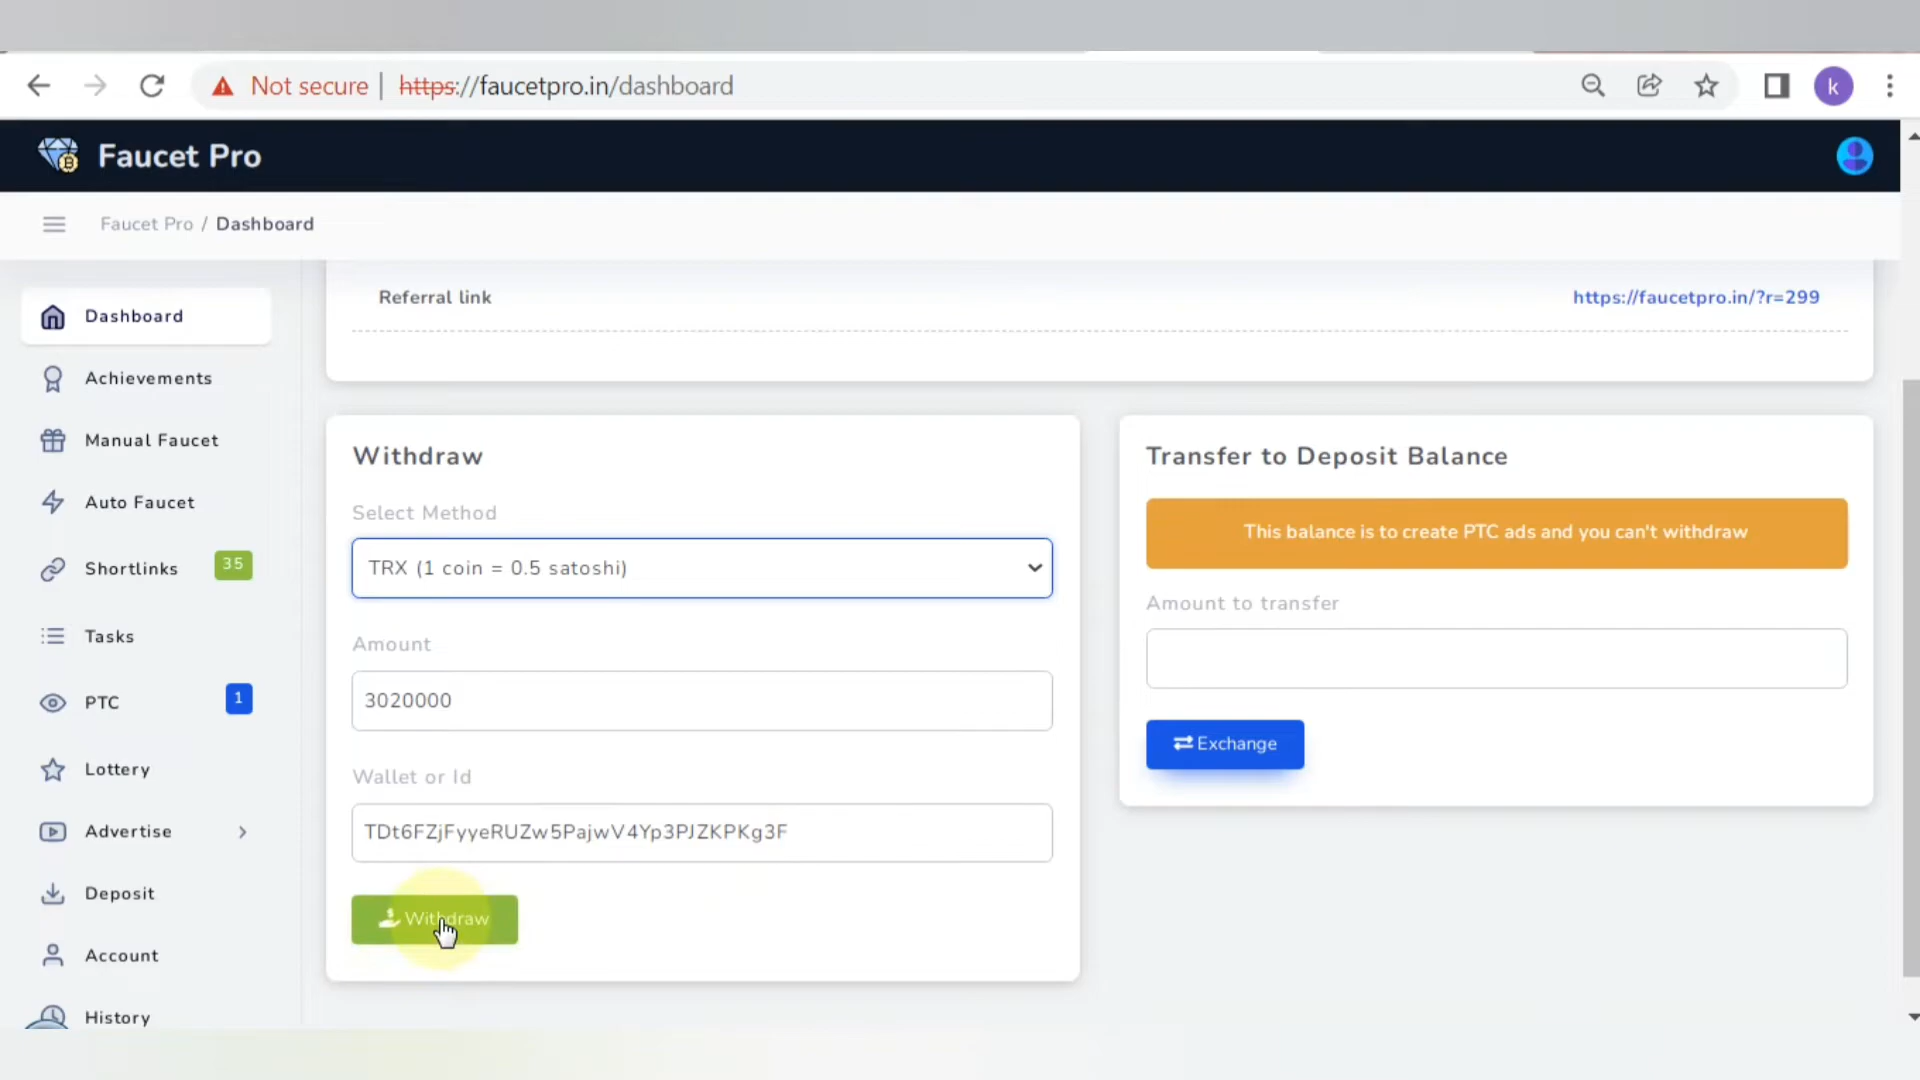 Not secure | https://faucetpro.in/dashboard
k
Faucet Pro
Faucet Pro / Dashboard
Dashboard
Achievements
Manual Faucet
Auto Faucet
Shortlinks 35
Tasks
PTC 1
Lottery
Advertise
Deposit
Account
History
Referral link https://faucetpro.in/?r=299
Withdraw
Select Method
TRX (1 coin = 0.5 satoshi)
Amount
3020000
Wallet or Id
TDt6FZjFyyeRUZw5PajwV4Yp3PJZKPKg3F
Withdraw
Transfer to Deposit Balance
This balance is to create PTC ads and you can't withdraw
Amount to transfer
Exchange